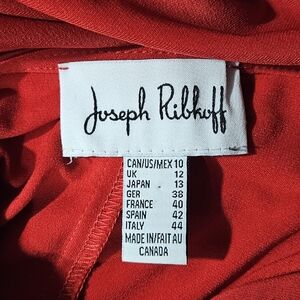 Joseph Ribkoff
CAN/US/MEX 10
UK 12
JAPAN 13
GER 38
FRANCE 40
SPAIN 42
ITALY 44
MADE IN/FAIT AU
CANADA